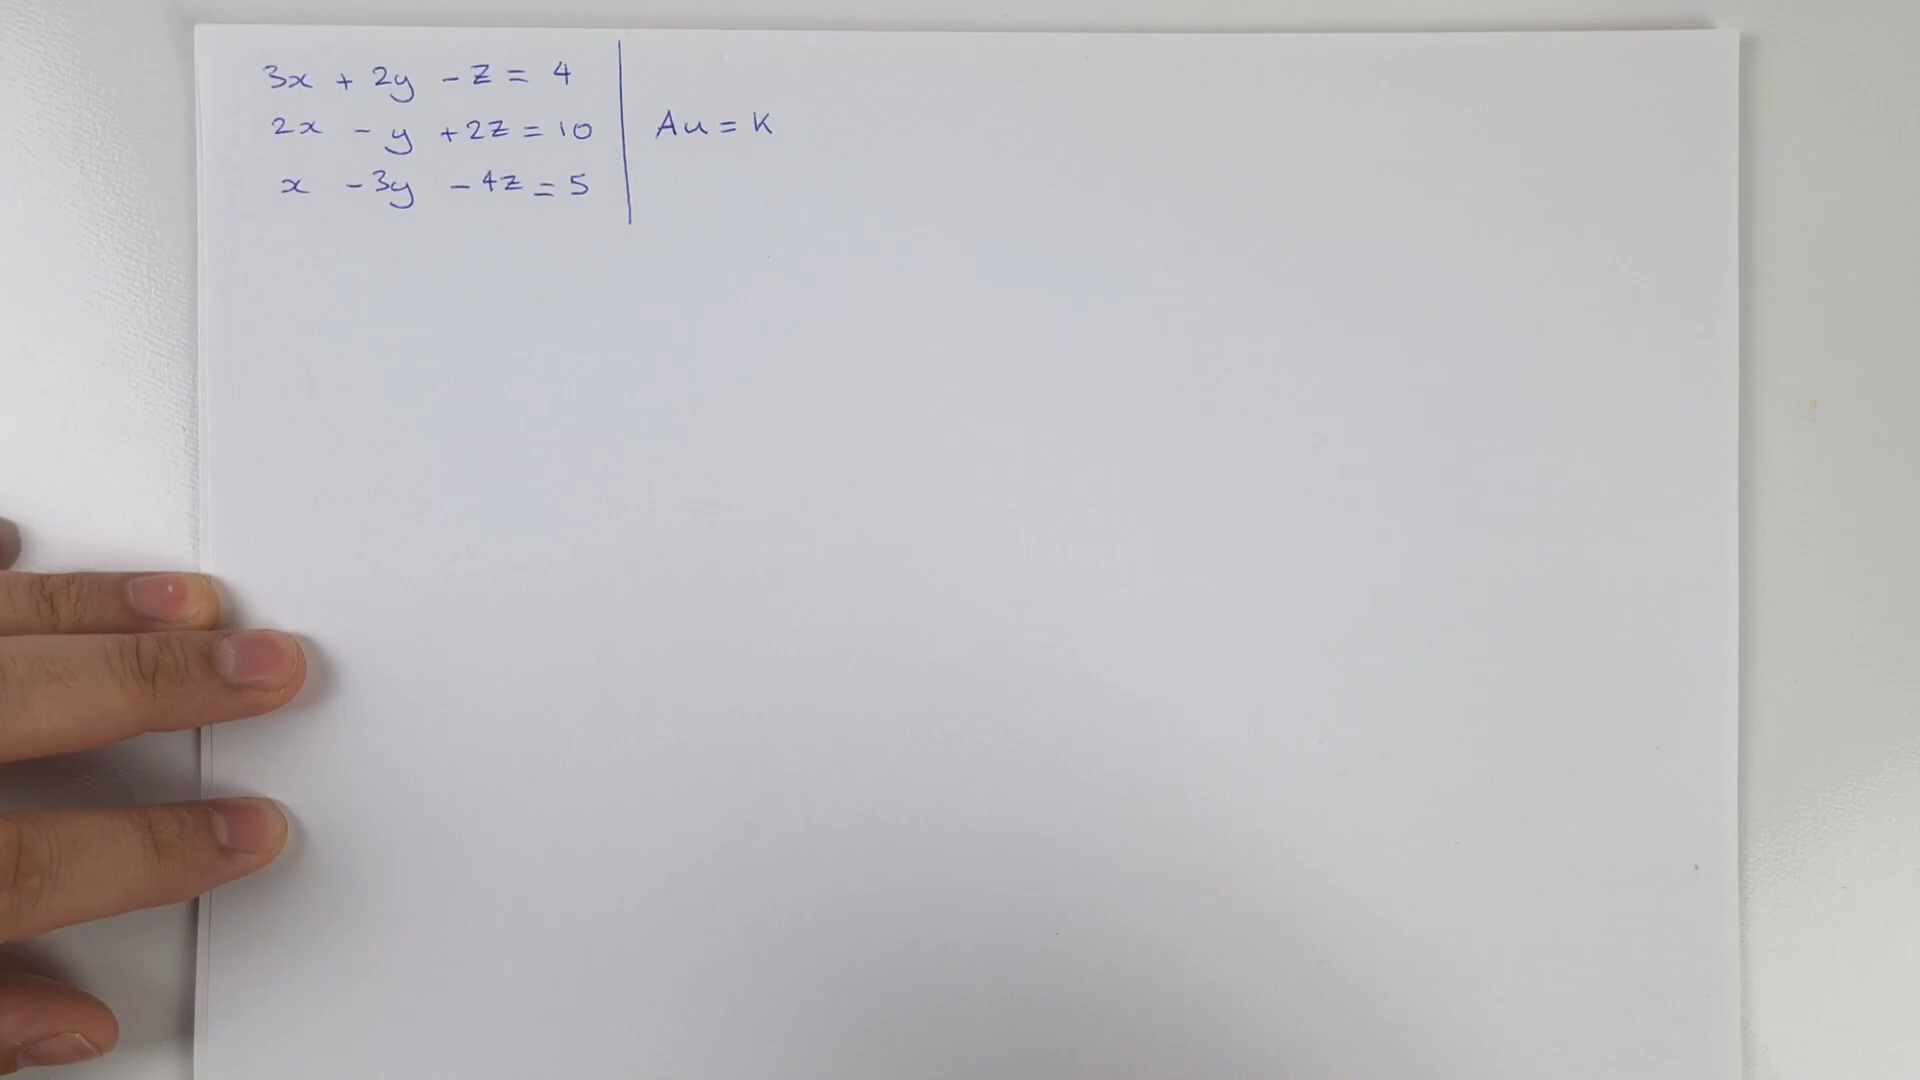 3x + 2y - z = 4
2x - y + 2z = 10
x - 3y - 4z = 5
Au = K